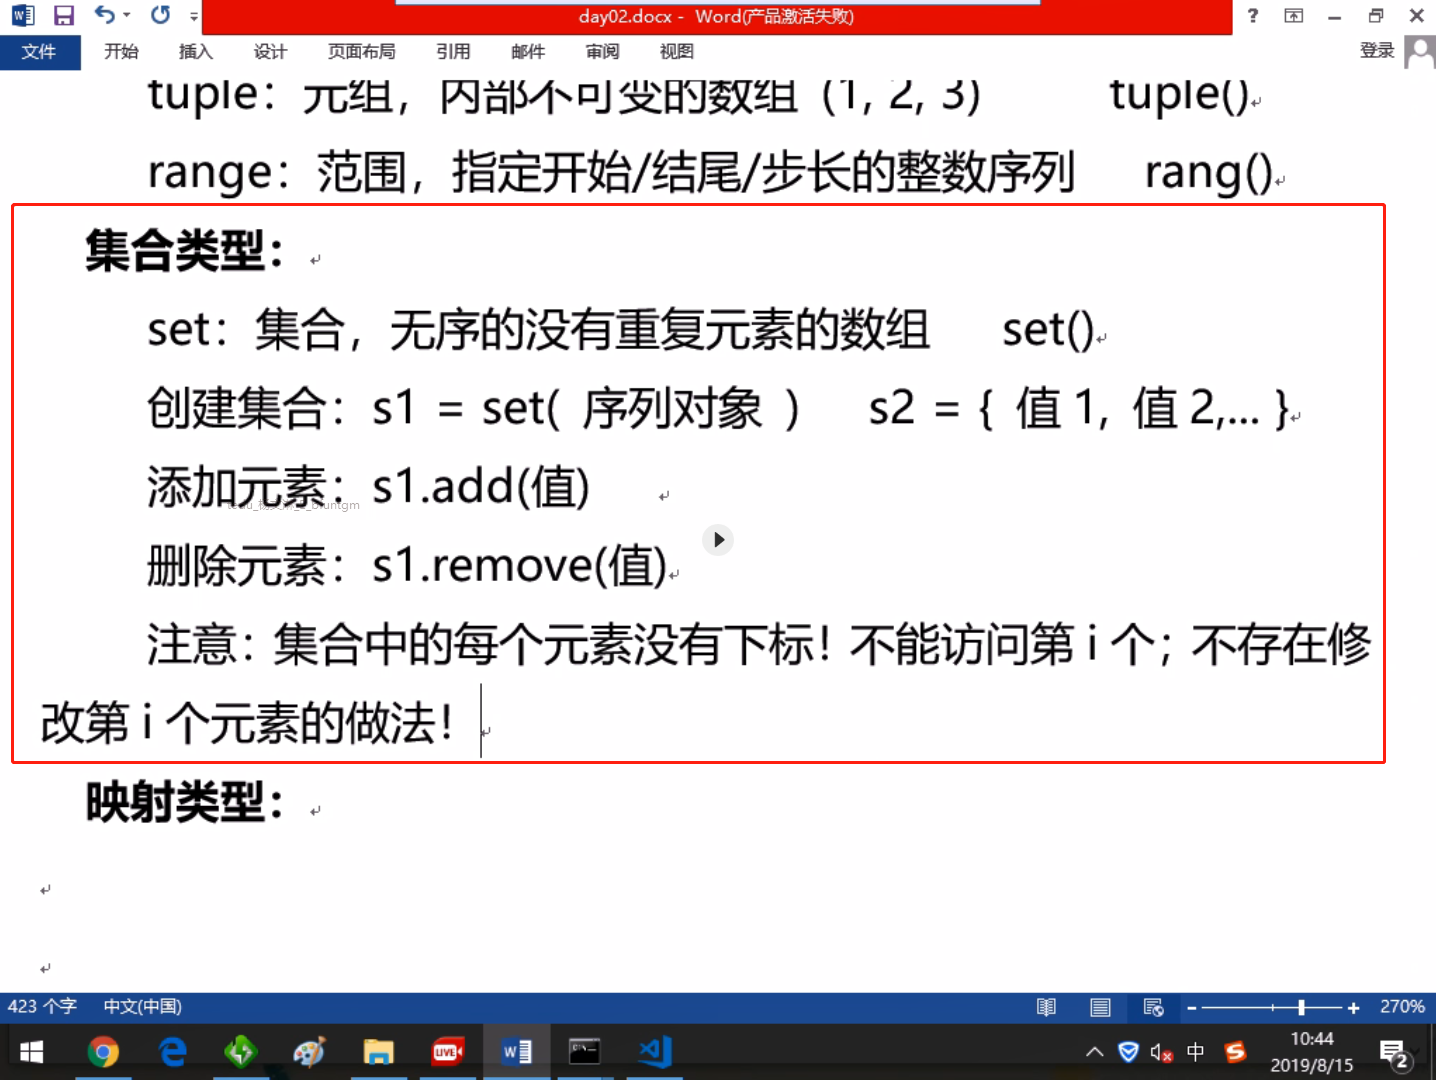 day02.docx - Word(产品激活失败)
文件 开始 插入 设计 页面布局 引用 邮件 审阅 视图 登录
tuple：元组，内部不可变的数组（1, 2, 3) tuple()
range：范围，指定开始/结尾/步长的整数序列 rang()
集合类型：
set：集合，无序的没有重复元素的数组 set()
创建集合：s1 = set( 序列对象 ) s2 = { 值 1, 值 2,... }
添加元素：s1.add(值)
删除元素：s1.remove(值)
注意：集合中的每个元素没有下标！不能访问第 i 个；不存在修
改第 i 个元素的做法！
映射类型：
423 个字 中文(中国) 270%
LIVE 中 10:44
2019/8/15 2